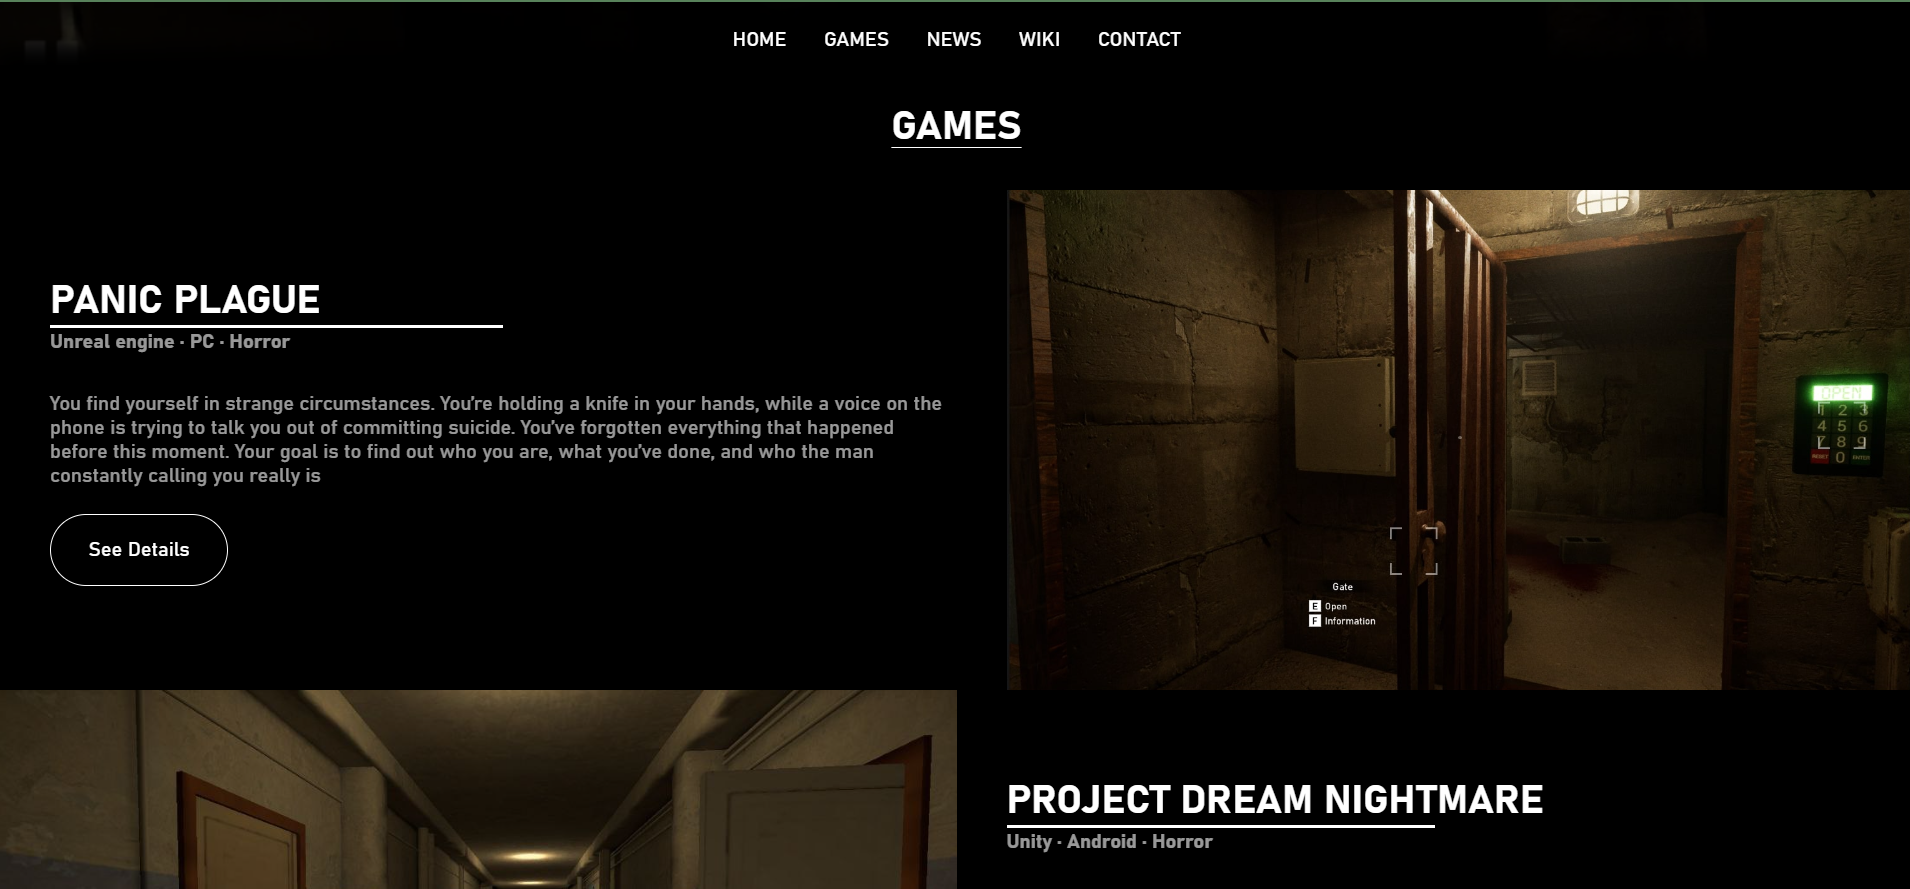 HOME GAMES NEWS WIKI CONTACT
GAMES
PANIC PLAGUE
Unreal engine · PC · Horror
You find yourself in strange circumstances. You’re holding a knife in your hands, while a voice on the
phone is trying to talk you out of committing suicide. You’ve forgotten everything that happened
before this moment. Your goal is to find out who you are, what you’ve done, and who the man
constantly calling you really is
See Details
OPEN
1 2 3
4 5 6
7 8 9
RESET 0 ENTER
Gate
E Open
F Information
PROJECT DREAM NIGHTMARE
Unity · Android · Horror